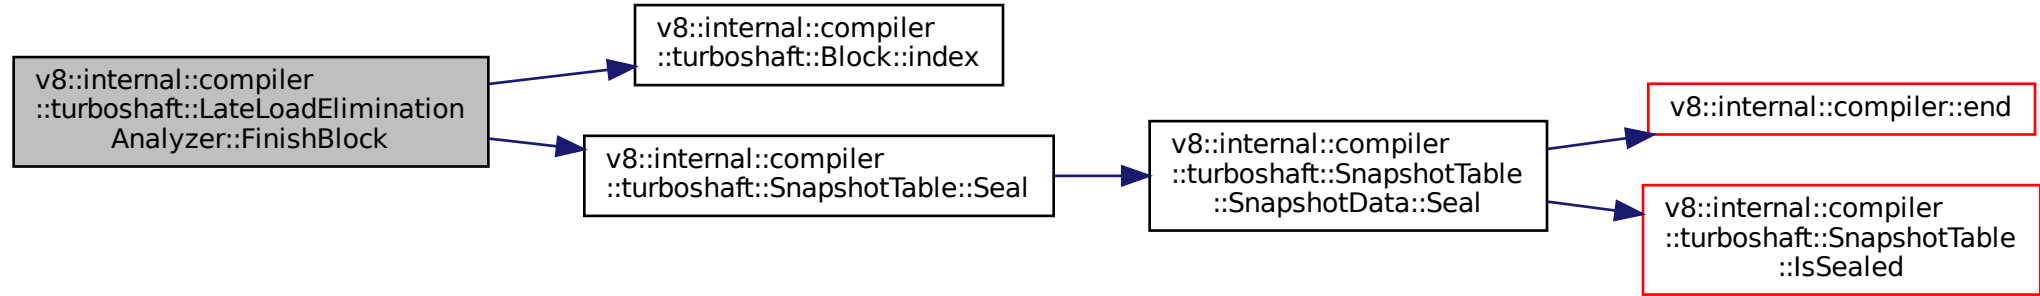 v8::internal::compiler
::turboshaft::LateLoadElimination
Analyzer::FinishBlock
v8::internal::compiler
::turboshaft::Block::index
v8::internal::compiler
::turboshaft::SnapshotTable::Seal
v8::internal::compiler
::turboshaft::SnapshotTable
::SnapshotData::Seal
v8::internal::compiler::end
v8::internal::compiler
::turboshaft::SnapshotTable
::IsSealed